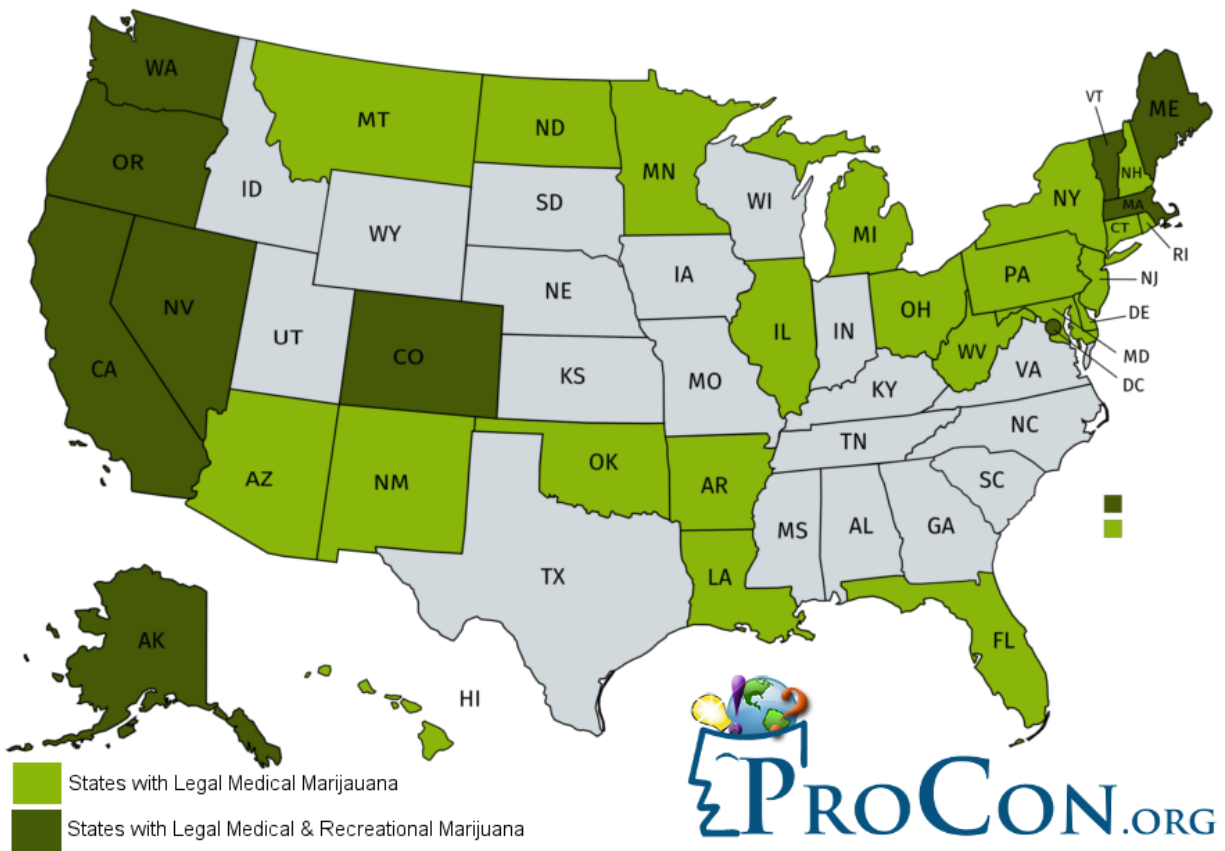 WA
MT
ND
VT
ME
OR
MN
ID
SD
WI
NH
NY
MA
WY
MI
CT
RI
IA
PA
NJ
NE
NV
OH
DE
IL
IN
UT
CO
WV
MD
CA
KS
MO
KY
VA
DC
TN
NC
AZ
NM
OK
AR
SC
MS
AL
GA
TX
LA
AK
FL
HI
States with Legal Medical Marijauana
States with Legal Medical & Recreational Marijuana
PROCON.ORG